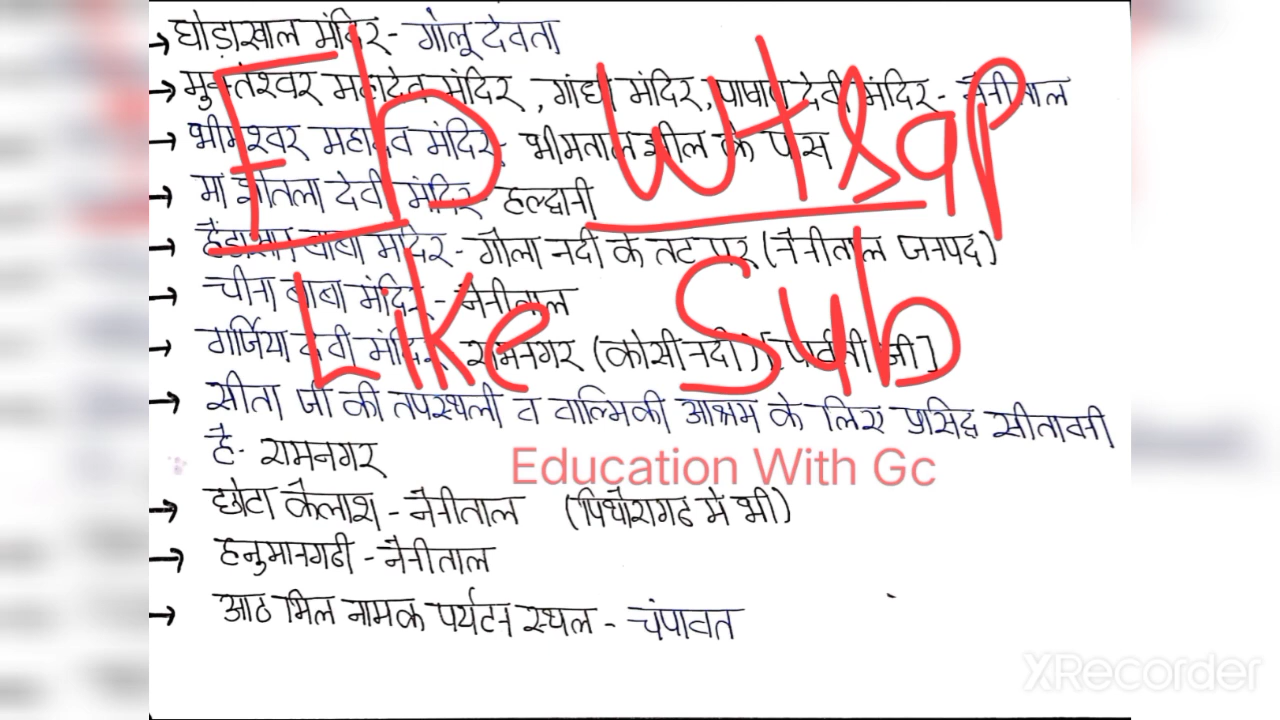 → घोड़ाखाल मंदिर - गोलू देवता
→ मुक्तेश्वर महादेव मंदिर, गांधी मंदिर, पाषाण देवी मंदिर - नैनीताल
→ भीमेश्वर महादेव मंदिर - भीमताल झील के पास
→ मां शीतला देवी मंदिर - हल्द्वानी
→ हैड़ाखान बाबा मंदिर - गौला नदी के तट पर (नैनीताल जनपद)
→ चीना बाबा मंदिर - नैनीताल
→ गर्जिया देवी मंदिर रामनगर (कोसी नदी) [पार्वती जी]
→ सीता जी की तपस्थली व वाल्मिकी आश्रम के लिए प्रसिद्ध सीतावनी
है - रामनगर
→ छोटा कैलाश - नैनीताल (पिथौरागढ में भी)
→ हनुमानगढी - नैनीताल
→ आठ मिल नामक पर्यटन स्थल - चंपावत
Fb WtSap
Like Sub
Education With Gc
XRecorder